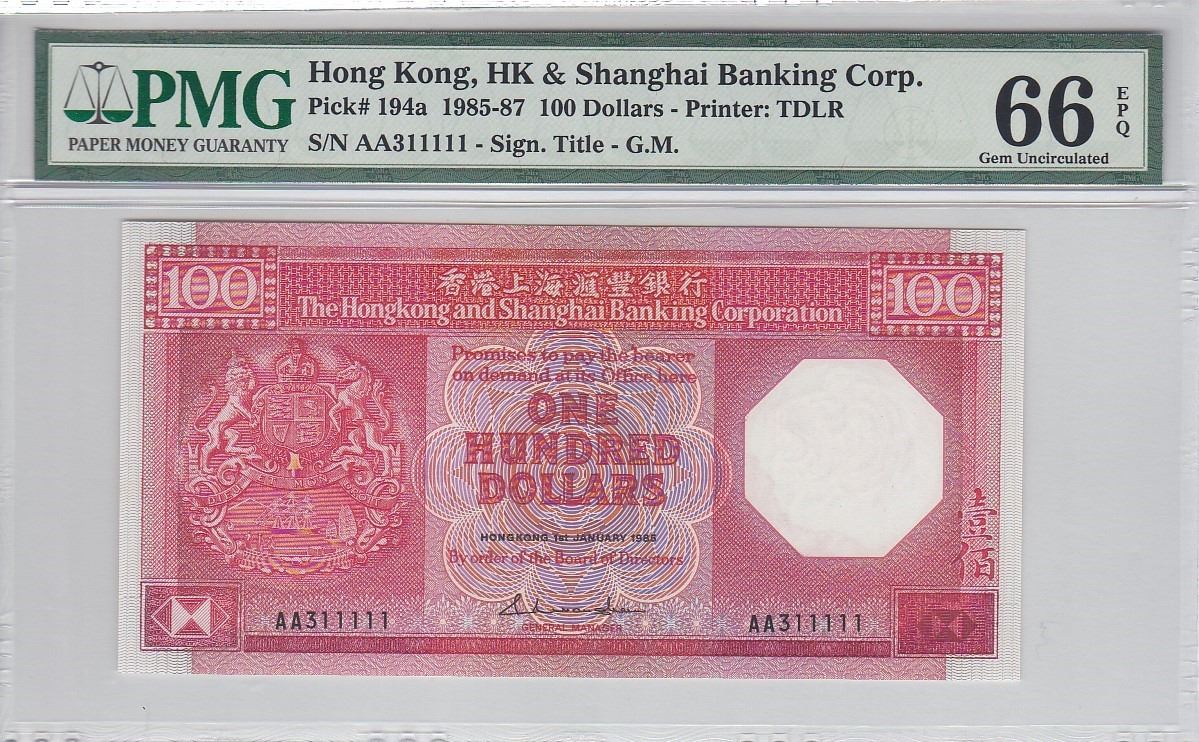 PMG
PAPER MONEY GUARANTY
Hong Kong, HK & Shanghai Banking Corp.
Pick# 194a 1985-87 100 Dollars - Printer: TDLR
S/N AA311111 - Sign. Title - G.M.
66
EPQ
Gem Uncirculated
100
香港上海滙豐銀行
100
The Hongkong and Shanghai Banking Corporation
Promises to pay the bearer
on demand at its Office here
ONE
HUNDRED
DOLLARS
HONGKONG 1st JANUARY 1985
By order of the Board of Directors
壹佰
AA311111
GENERAL MANAGER
AA311111